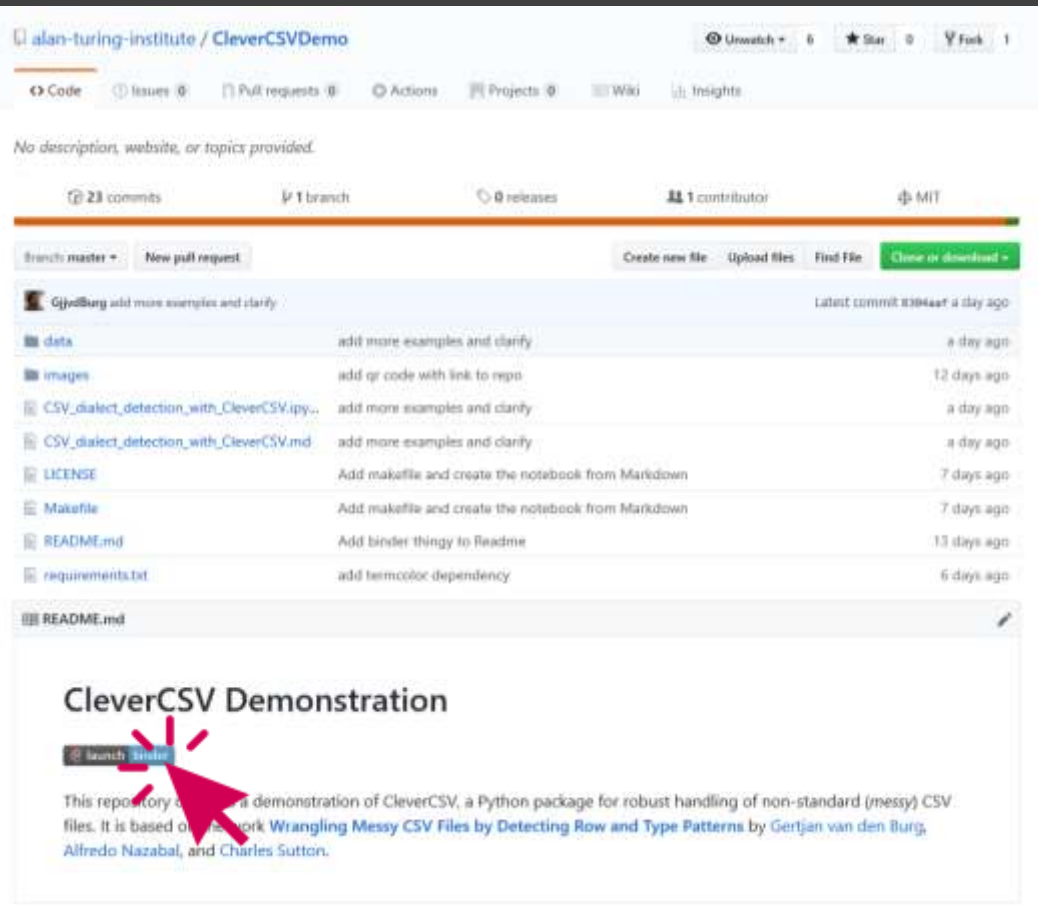 alan-turing-institute / CleverCSVDemo
Unwatch 6 Star 0 Fork 1
Code Issues 0 Pull requests 0 Actions Projects 0 Wiki Insights
No description, website, or topics provided.
23 commits 1 branch 0 releases 1 contributor MIT
Branch: master New pull request Create new file Upload files Find File Clone or download
GjjvdBurg add more examples and clarify Latest commit a day ago
data add more examples and clarify a day ago
images add qr code with link to repo 12 days ago
CSV_dialect_detection_with_CleverCSV.ipy... add more examples and clarify a day ago
CSV_dialect_detection_with_CleverCSV.md add more examples and clarify a day ago
LICENSE Add makefile and create the notebook from Markdown 7 days ago
Makefile Add makefile and create the notebook from Markdown 7 days ago
README.md Add binder thingy to Readme 13 days ago
requirements.txt add termcolor dependency 6 days ago
README.md
CleverCSV Demonstration
launch binder
This repository a demonstration of CleverCSV, a Python package for robust handling of non-standard (messy) CSV
files. It is based work Wrangling Messy CSV Files by Detecting Row and Type Patterns by Gertjan van den Burg,
Alfredo Nazabal, and Charles Sutton.